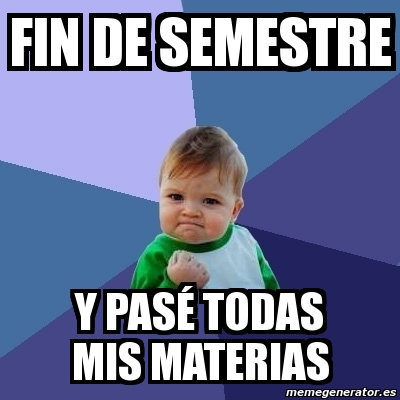 FIN DE SEMESTRE
Y PASÉ TODAS
MIS MATERIAS
memegenerator.es